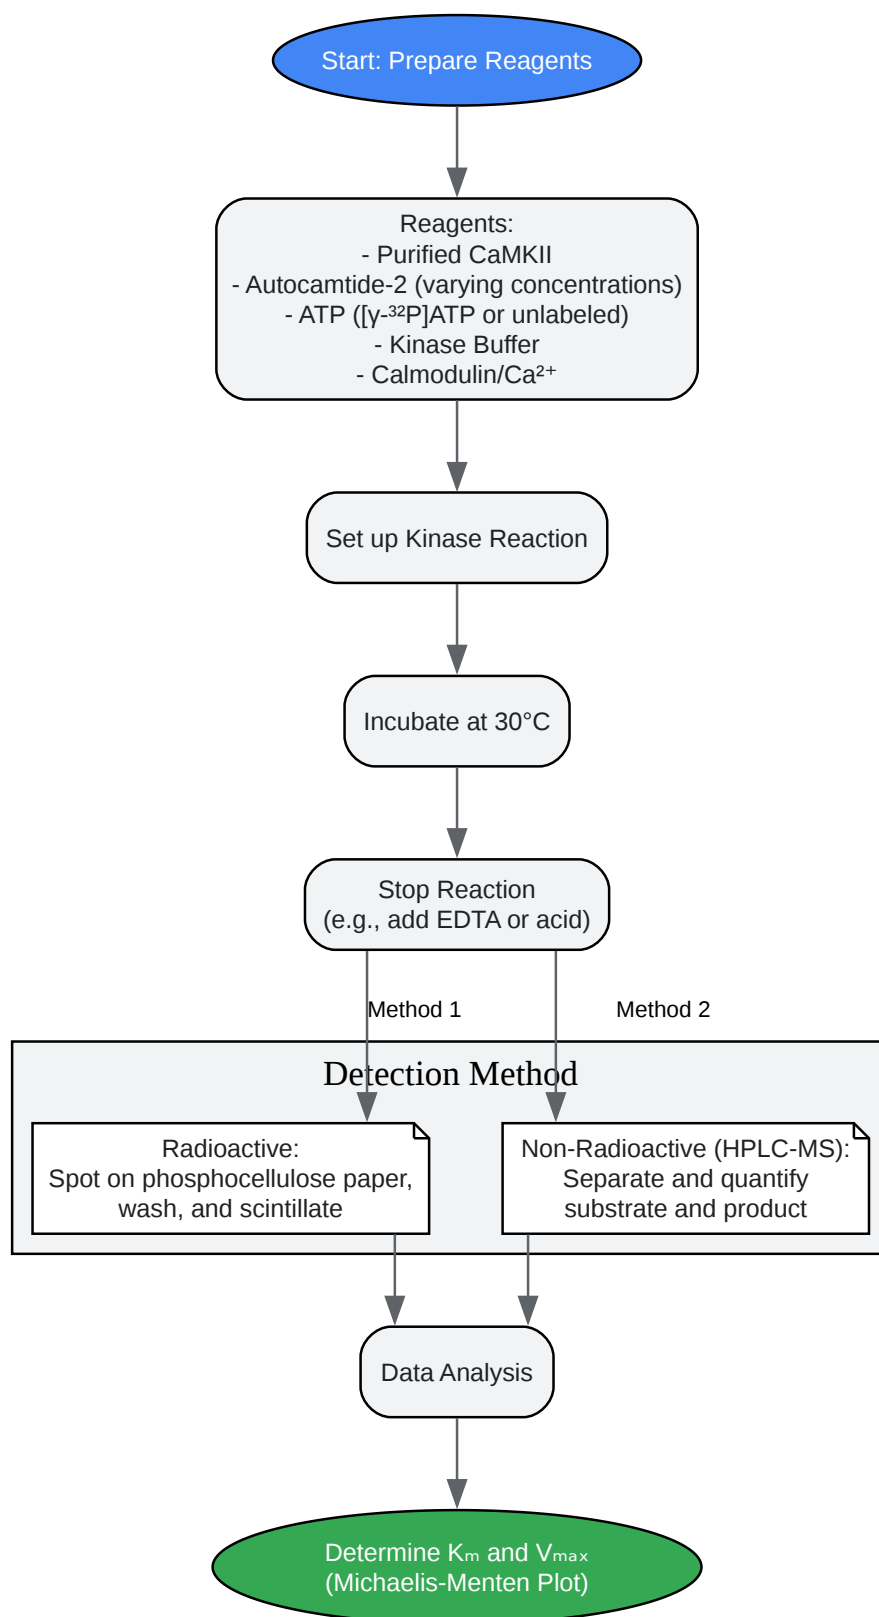 Start: Prepare Reagents
Reagents:
- Purified CaMKII
- Autocamtide-2 (varying concentrations)
- ATP ([γ-³²P]ATP or unlabeled)
- Kinase Buffer
- Calmodulin/Ca²⁺
Set up Kinase Reaction
Incubate at 30°C
Stop Reaction
(e.g., add EDTA or acid)
Method 1
Method 2
Detection Method
Radioactive:
Spot on phosphocellulose paper,
wash, and scintillate
Non-Radioactive (HPLC-MS):
Separate and quantify
substrate and product
Data Analysis
Determine Kₘ and Vₘₐₓ
(Michaelis-Menten Plot)